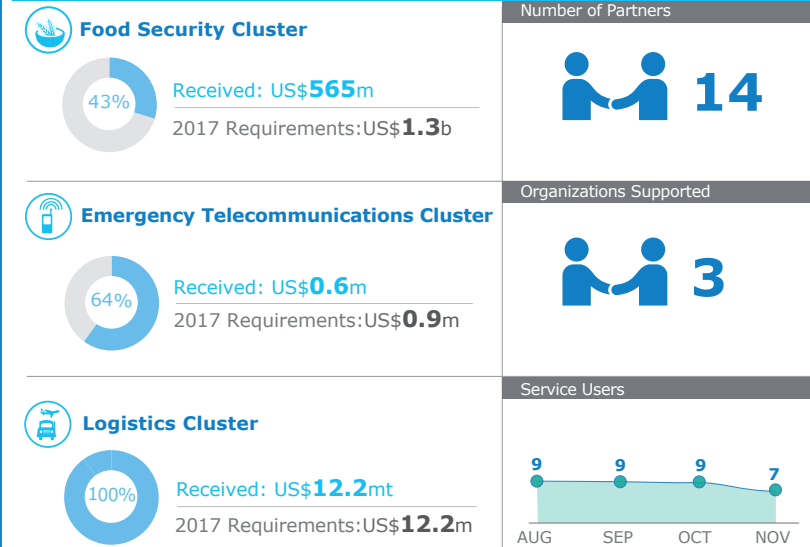 Food Security Cluster
43%
Received: US$565m
2017 Requirements:US$1.3b
Number of Partners
14
Emergency Telecommunications Cluster
64%
Received: US$0.6m
2017 Requirements:US$0.9m
Organizations Supported
3
Logistics Cluster
100%
Received: US$12.2mt
2017 Requirements:US$12.2m
Service Users
9 9 9 7
AUG SEP OCT NOV